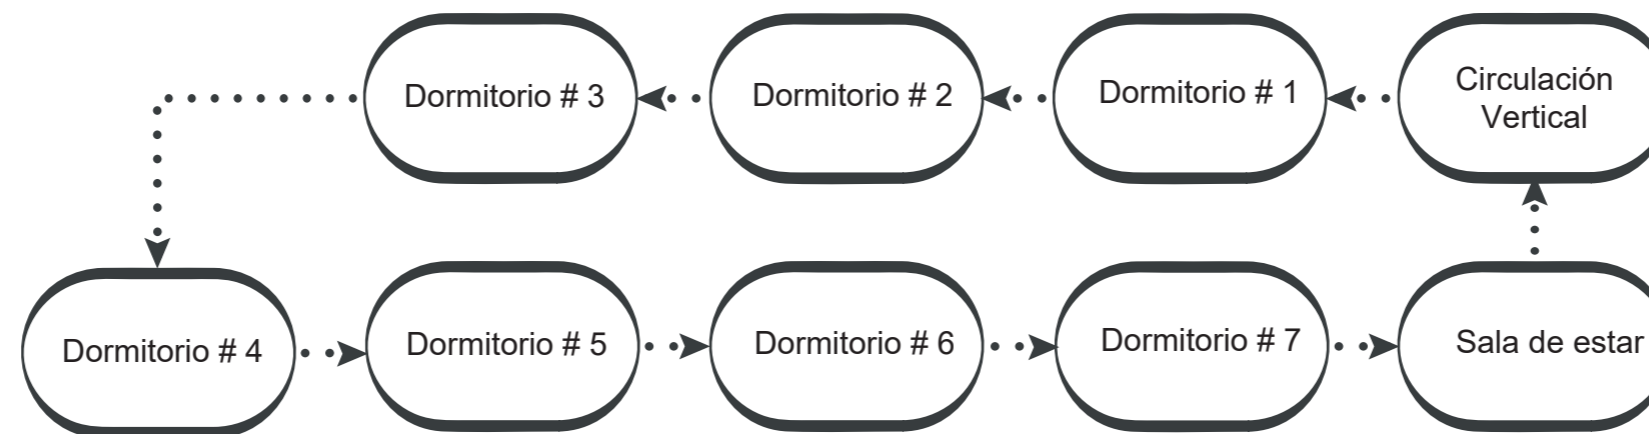 Dormitorio # 3
Dormitorio # 2
Dormitorio # 1
Circulación
Vertical
Dormitorio # 4
Dormitorio # 5
Dormitorio # 6
Dormitorio # 7
Sala de estar